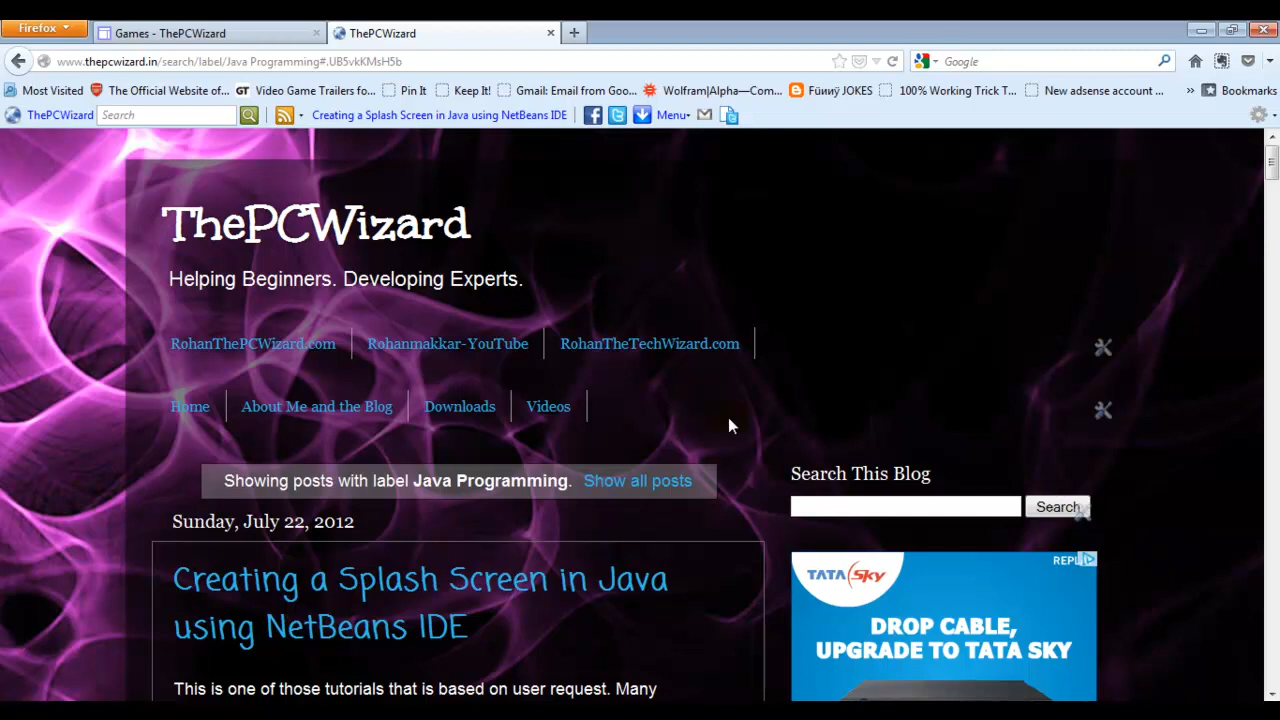 Firefox
Games - ThePCWizard
ThePCWizard
www.thepcwizard.in/search/label/Java Programming#.UB5vkKMsH5b
Google
Most Visited
The Official Website of...
Video Game Trailers fo...
Pin It
Keep It!
Gmail: Email from Goo...
Wolfram|Alpha—Com...
JOKES
100% Working Trick T...
New adsense account ...
Bookmarks
ThePCWizard
Search
Creating a Splash Screen in Java using NetBeans IDE
Menu
ThePCWizard
Helping Beginners. Developing Experts.
RohanThePCWizard.com
Rohanmakkar-YouTube
RohanTheTechWizard.com
Home
About Me and the Blog
Downloads
Videos
Showing posts with label Java Programming. Show all posts
Search This Blog
Search
Sunday, July 22, 2012
Creating a Splash Screen in Java
using NetBeans IDE
This is one of those tutorials that is based on user request. Many
TATA Sky
DROP CABLE,
UPGRADE TO TATA SKY